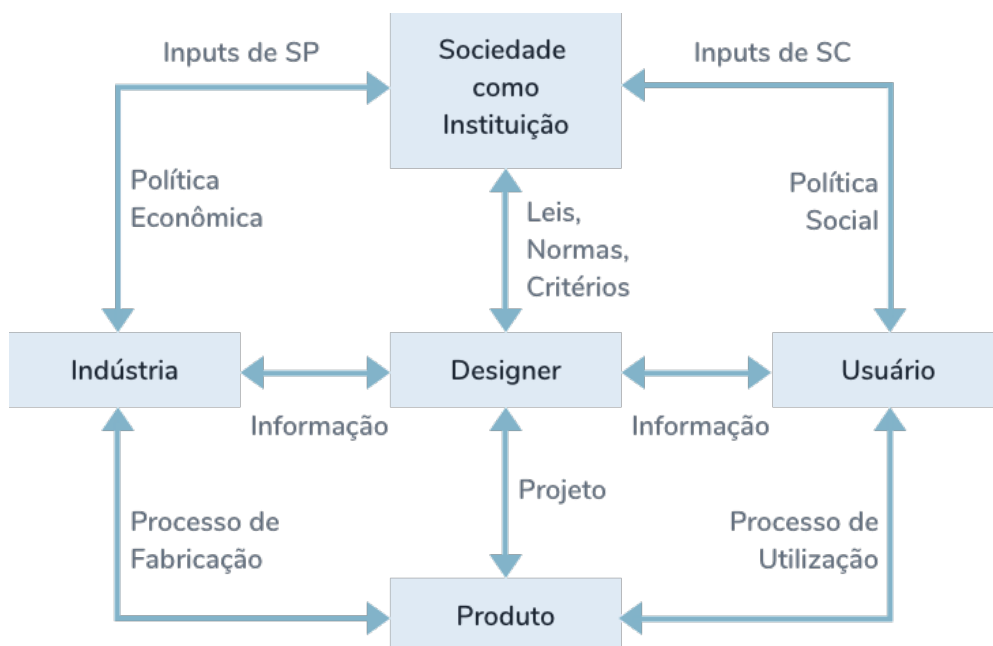 Inputs de SP
Sociedade
como
Instituição
Inputs de SC
Política
Econômica
Leis,
Normas,
Critérios
Política
Social
Indústria
Designer
Usuário
Informação
Informação
Projeto
Processo de
Fabricação
Processo de
Utilização
Produto